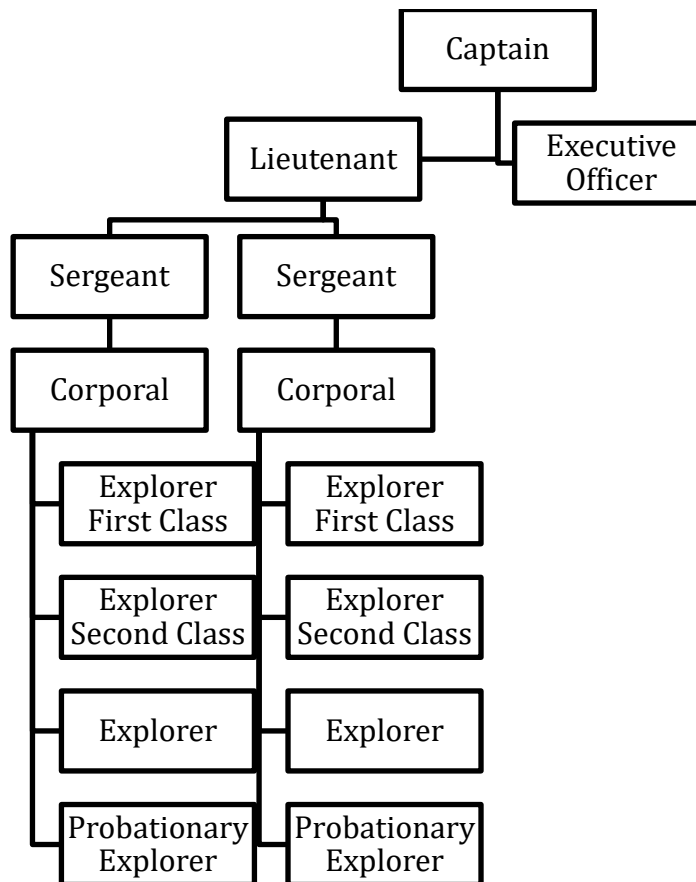 Captain
Lieutenant
Executive
Officer
Sergeant
Sergeant
Corporal
Corporal
Explorer
First Class
Explorer
First Class
Explorer
Second Class
Explorer
Second Class
Explorer
Explorer
Probationary
Explorer
Probationary
Explorer